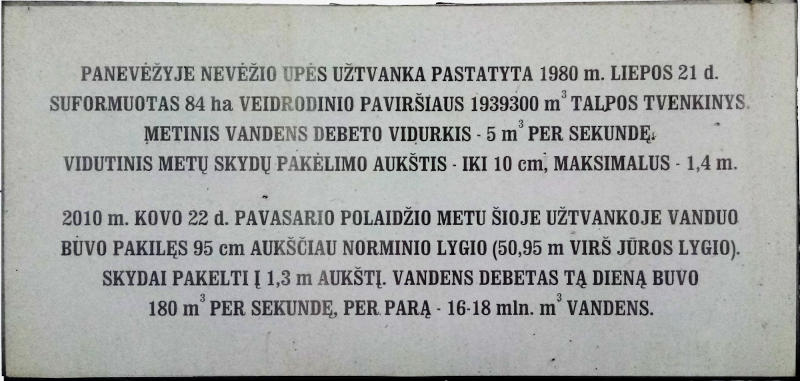 PANEVĖŽYJE NEVĖŽIO UPĖS UŽTVANKA PASTATYTA 1980 m. LIEPOS 21 d.
SUFORMUOTAS 84 ha VEIDRODINIO PAVIRŠIAUS 1939300 m³ TALPOS TVENKINYS.
METINIS VANDENS DEBETO VIDURKIS - 5 m³ PER SEKUNDĘ.
VIDUTINIS METŲ SKYDŲ PAKĖLIMO AUKŠTIS - IKI 10 cm, MAKSIMALUS - 1,4 m.
2010 m. KOVO 22 d. PAVASARIO POLAIDŽIO METU ŠIOJE UŽTVANKOJE VANDUO
BUVO PAKILĘS 95 cm AUKŠČIAU NORMINIO LYGIO (50,95 m VIRŠ JŪROS LYGIO).
SKYDAI PAKELTI Į 1,3 m AUKŠTĮ. VANDENS DEBETAS TĄ DIENĄ BUVO
180 m³ PER SEKUNDĘ, PER PARĄ - 16-18 mln. m³ VANDENS.